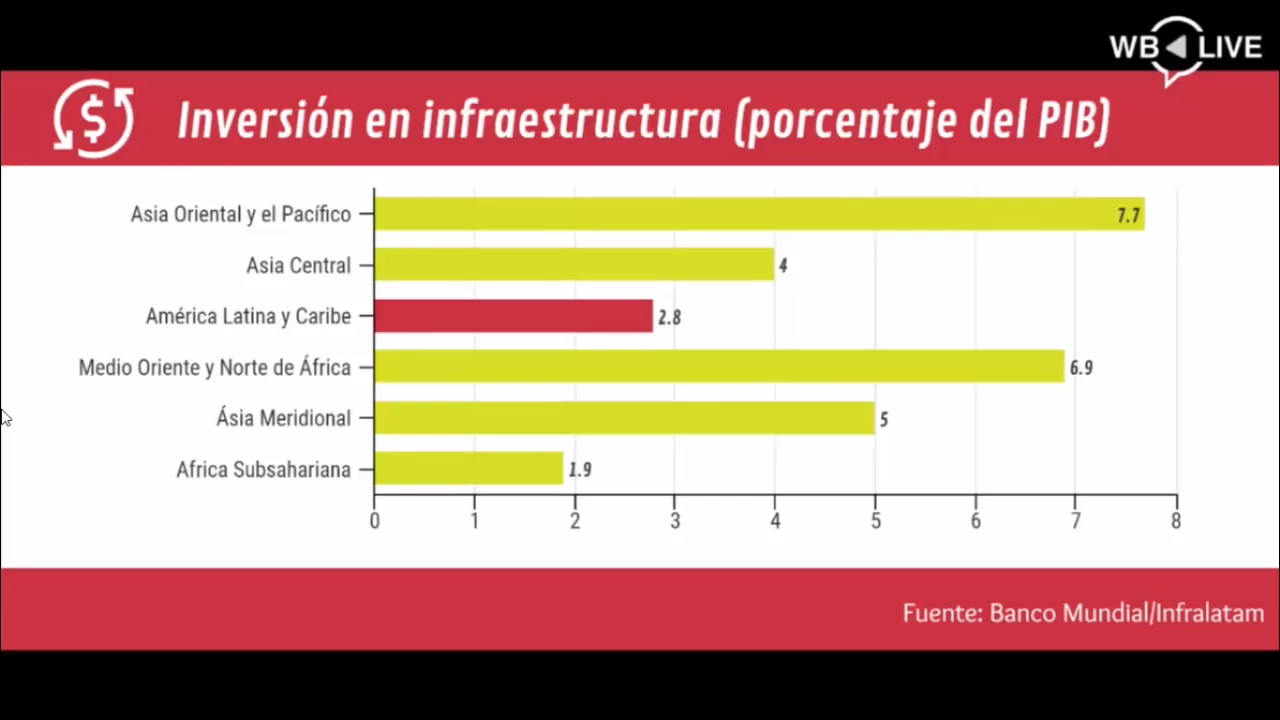 WB LIVE
Inversión en infraestructura (porcentaje del PIB)
Asia Oriental y el Pacífico 7.7
Asia Central 4
América Latina y Caribe 2.8
Medio Oriente y Norte de África 6.9
Ásia Meridional 5
Africa Subsahariana 1.9
0 1 2 3 4 5 6 7 8
Fuente: Banco Mundial/Infralatam